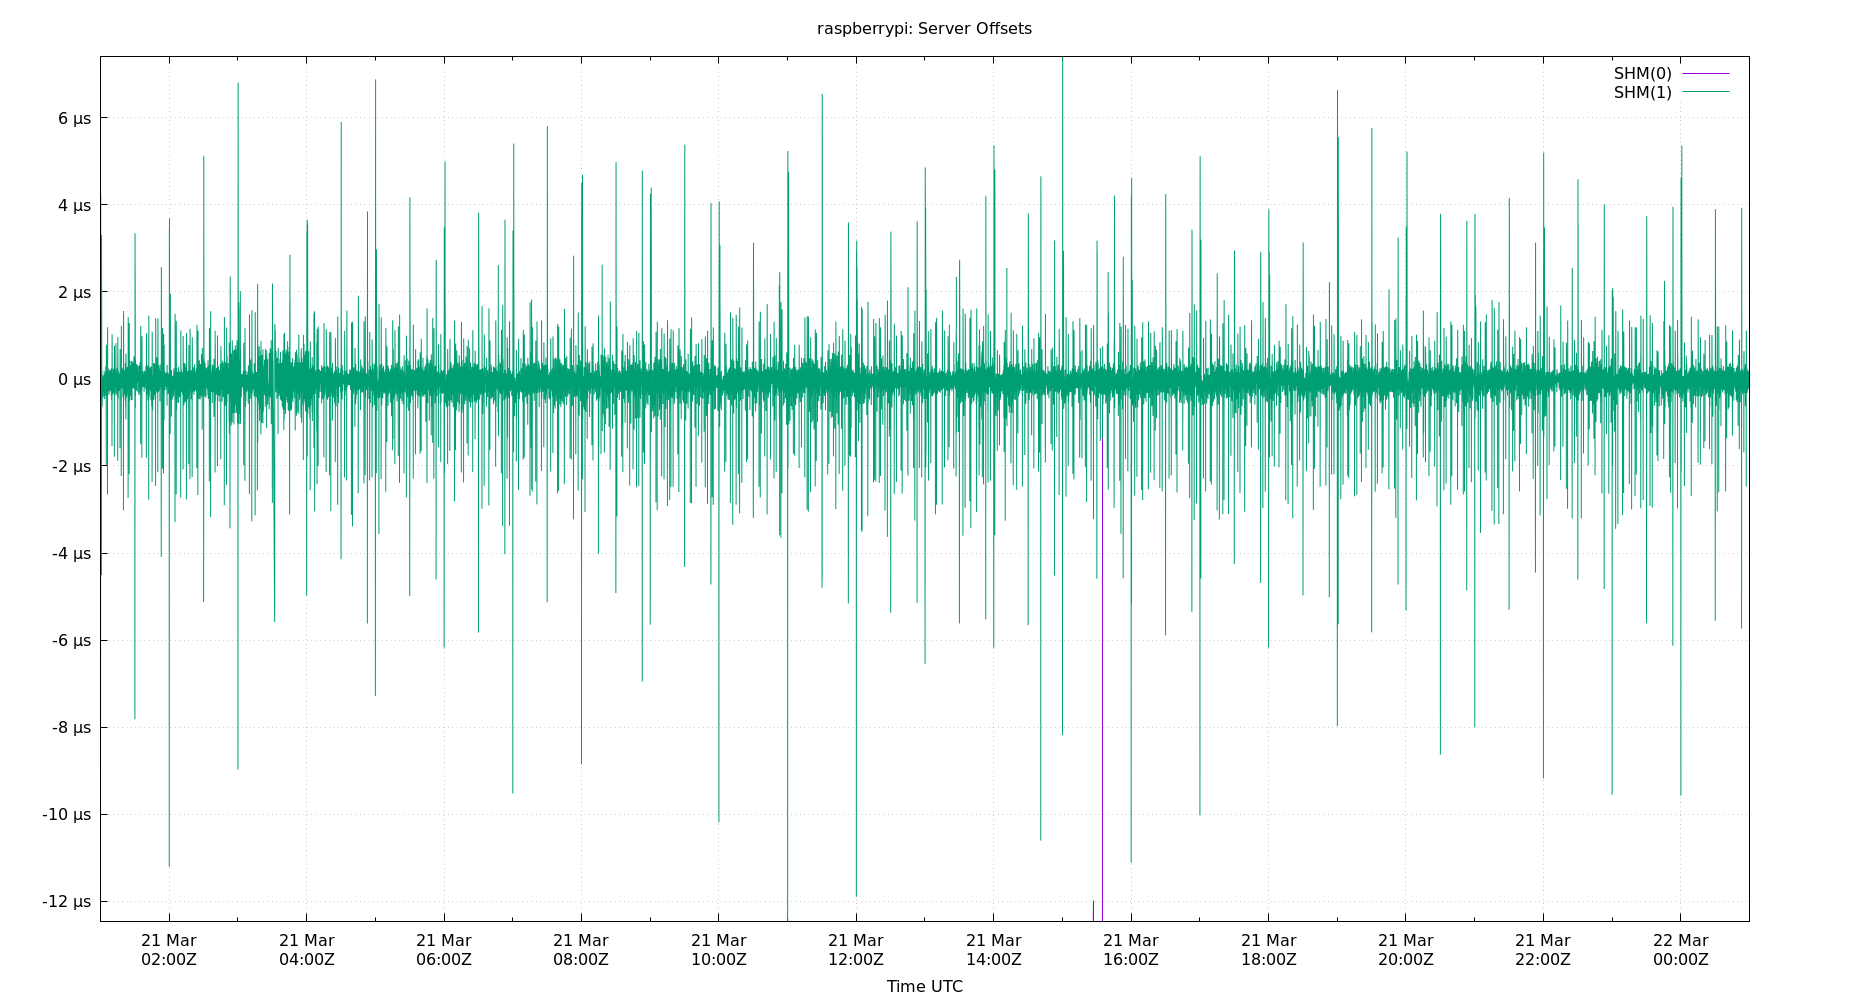 raspberrypi: Server Offsets
SHM(0)
SHM(1)
6 µs
4 µs
2 µs
0 µs
-2 µs
-4 µs
-6 µs
-8 µs
-10 µs
-12 µs
21 Mar 21 Mar 21 Mar 21 Mar 21 Mar 21 Mar 21 Mar 21 Mar 21 Mar 21 Mar 21 Mar 22 Mar
02:00Z 04:00Z 06:00Z 08:00Z 10:00Z 12:00Z 14:00Z 16:00Z 18:00Z 20:00Z 22:00Z 00:00Z
Time UTC